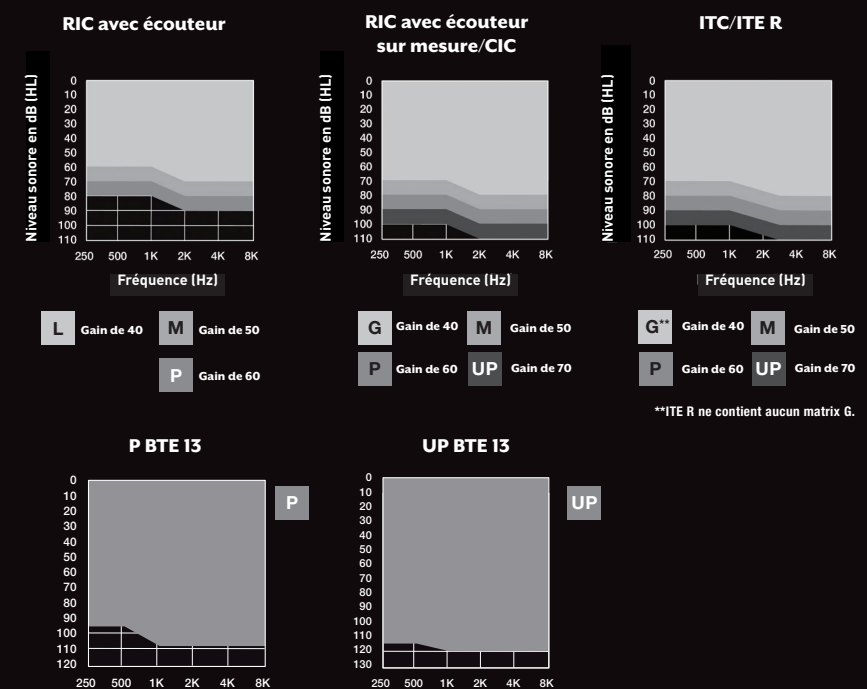 RIC avec écouteur
Niveau sonore en dB (HL)
0
10
20
30
40
50
60
70
80
90
100
110
250 500 1K 2K 4K 8K
Fréquence (Hz)
L Gain de 40 M Gain de 50
P Gain de 60
RIC avec écouteur
sur mesure/CIC
Niveau sonore en dB (HL)
0
10
20
30
40
50
60
70
80
90
100
110
250 500 1K 2K 4K 8K
Fréquence (Hz)
G Gain de 40 M Gain de 50
P Gain de 60 UP Gain de 70
ITC/ITE R
Niveau sonore en dB (HL)
0
10
20
30
40
50
60
70
80
90
100
110
250 500 1K 2K 4K 8K
Fréquence (Hz)
G** Gain de 40 M Gain de 50
P Gain de 60 UP Gain de 70
**ITE R ne contient aucun matrix G.
P BTE 13
0
10
20
30
40
50
60
70
80
90
100
110
120
250 500 1K 2K 4K 8K
P
UP BTE 13
0
10
20
30
40
50
60
70
80
90
100
110
120
130
250 500 1K 2K 4K 8K
UP